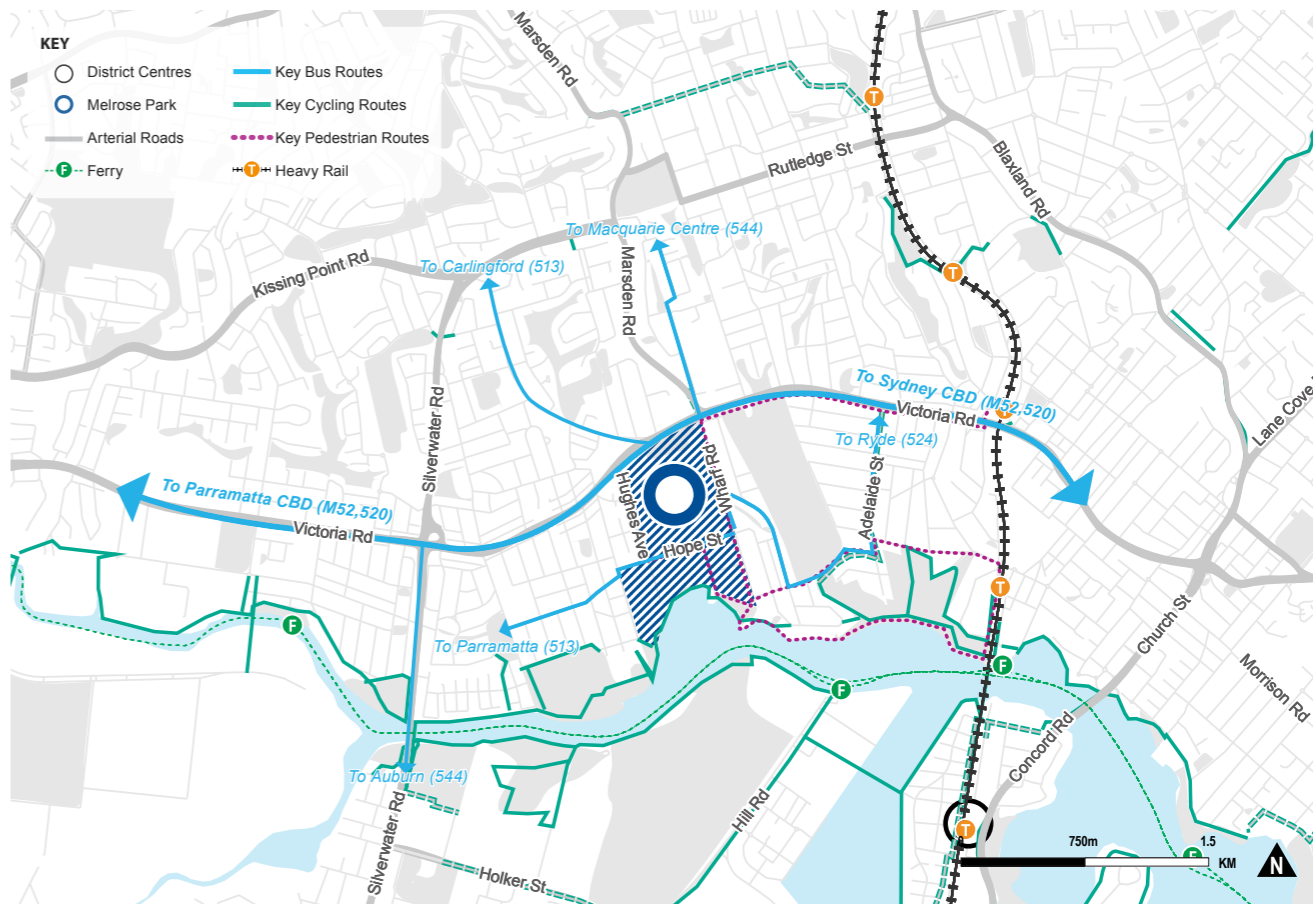 KEY
District Centres
Melrose Park
Arterial Roads
F Ferry
Key Bus Routes
Key Cycling Routes
Key Pedestrian Routes
T Heavy Rail
Marsden Rd
T
Rutledge St
Blaxland Rd
To Macquarie Centre (544)
To Carlingford (513)
Kissing Point Rd
Marsden Rd
T
Silverwater Rd
To Sydney CBD (M52,520)
Victoria Rd
T
Lane Cove
To Ryde (524)
Adelaide St
Wharf Rd
Hughes Ave
Hope St
To Parramatta CBD (M52,520)
Victoria Rd
T
F
To Parramatta (513)
F
F
Church St
Morrison Rd
Concord Rd
To Auburn (544)
Silverwater Rd
Hill Rd
Holker St
T
F
750m
1.5
KM
N